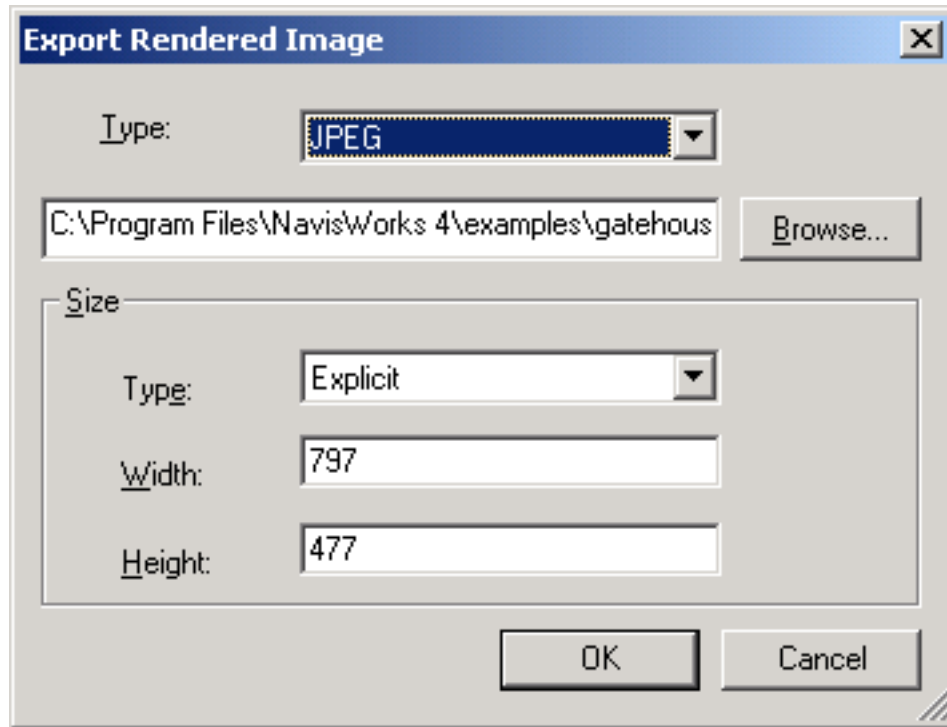 Export Rendered Image
Type: JPEG
C:\Program Files\NavisWorks 4\examples\gatehous Browse...
Size
Type: Explicit
Width: 797
Height: 477
OK Cancel